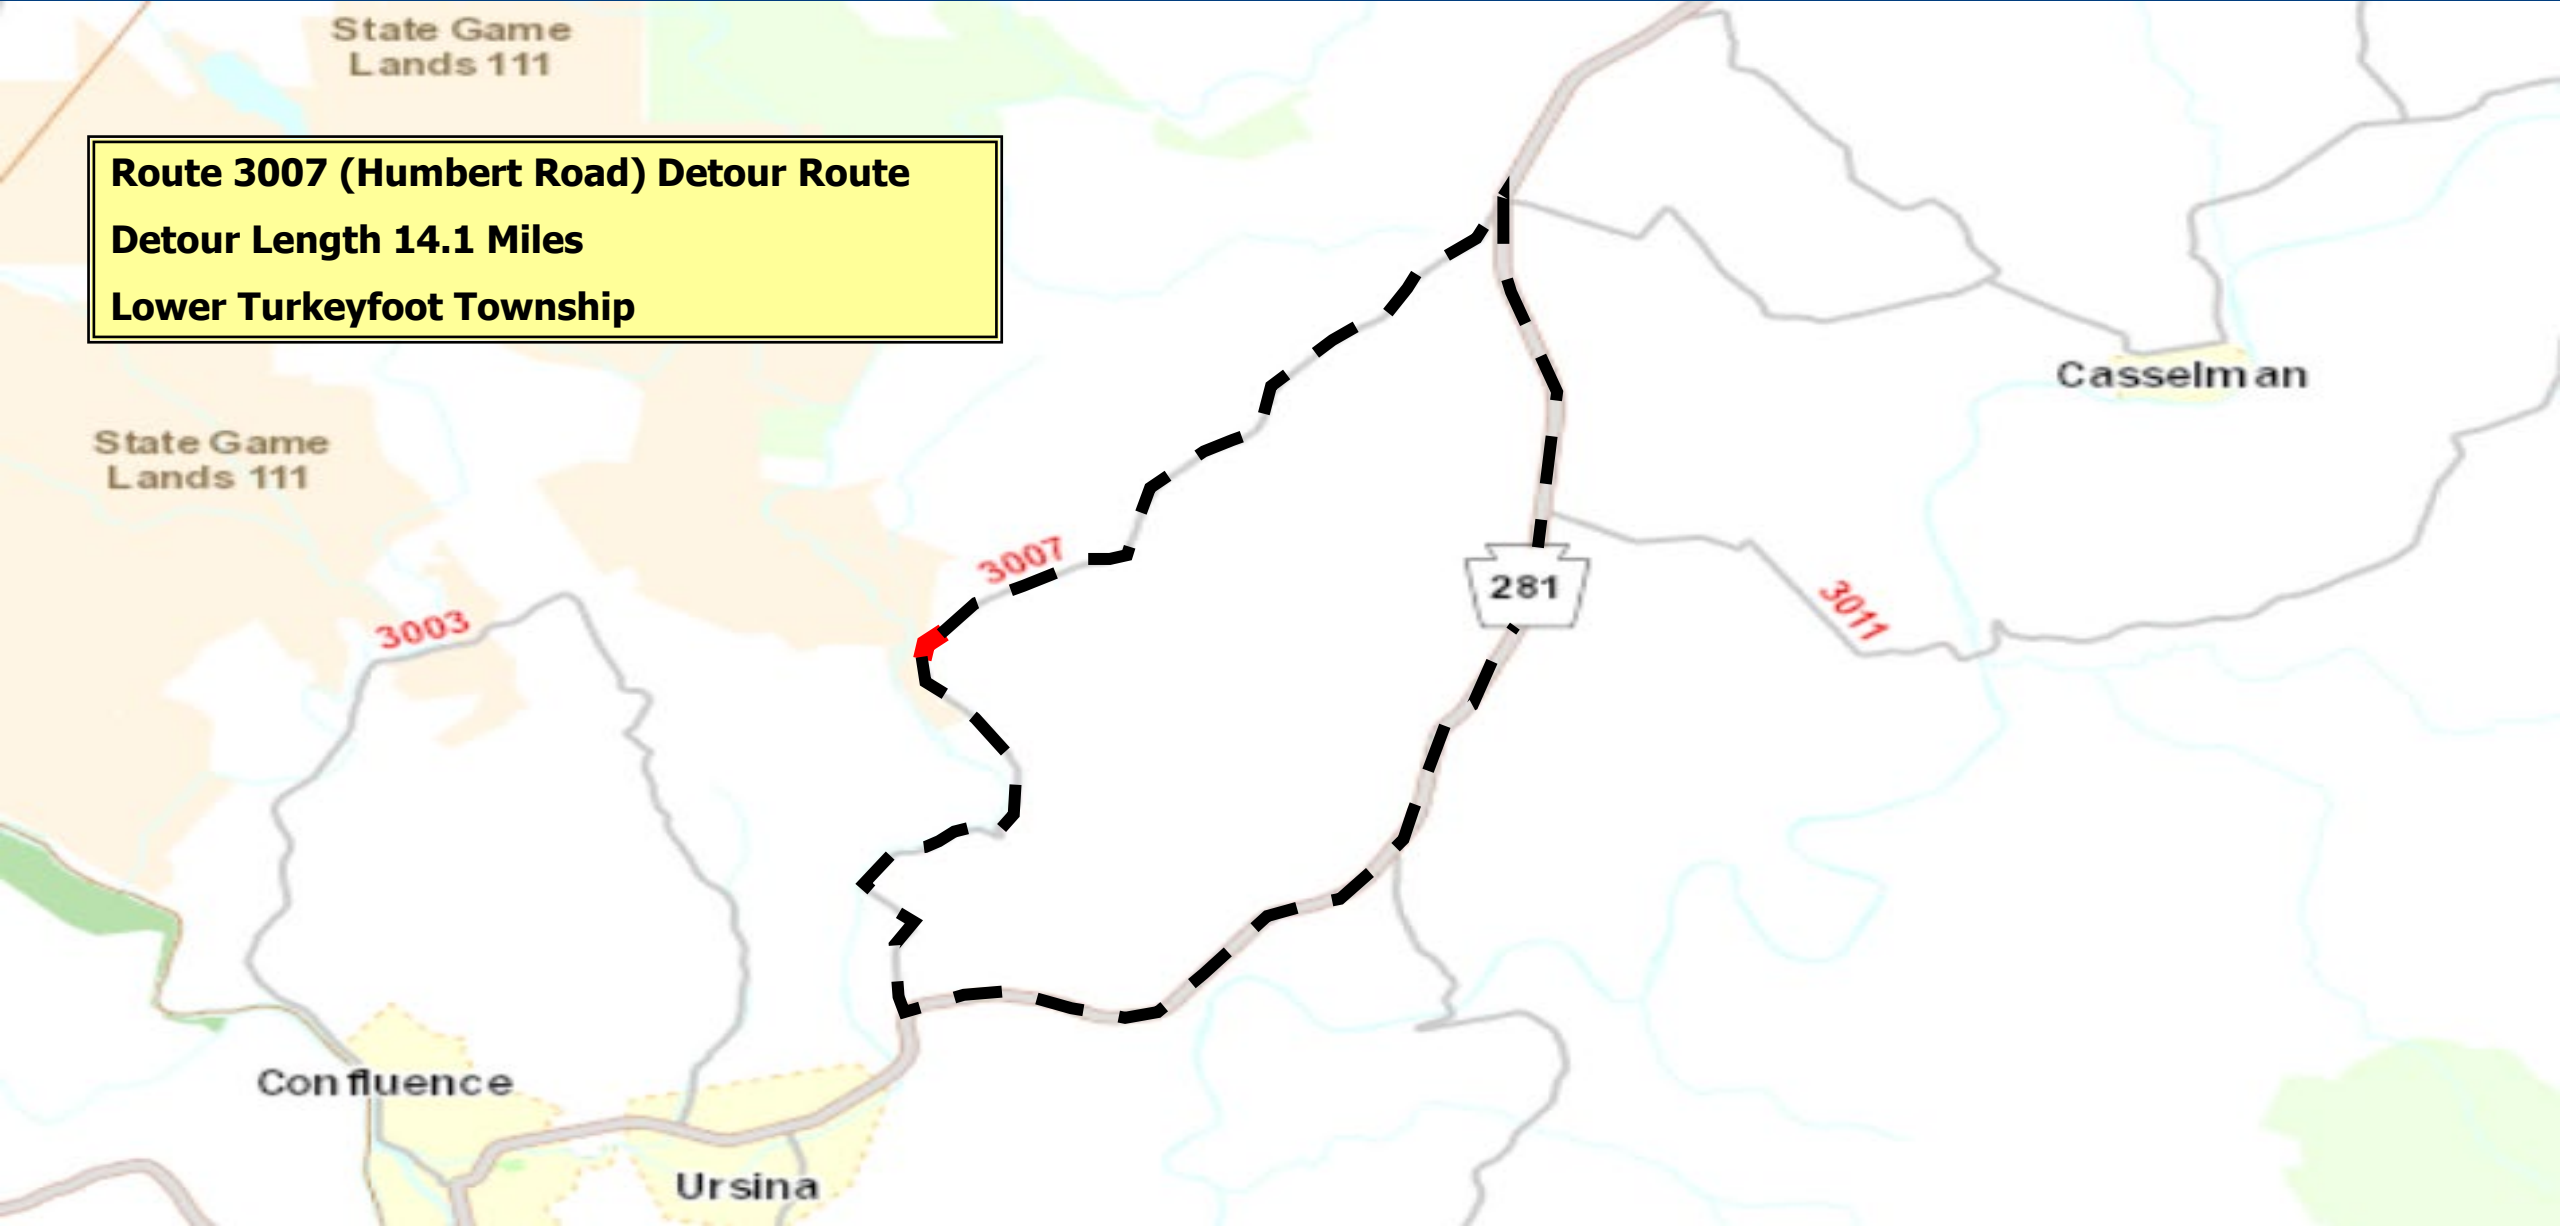 State Game
Lands 111
Route 3007 (Humbert Road) Detour Route
Detour Length 14.1 Miles
Lower Turkeyfoot Township
Casselman
State Game
Lands 111
3007
281
3011
3003
Confluence
Ursina